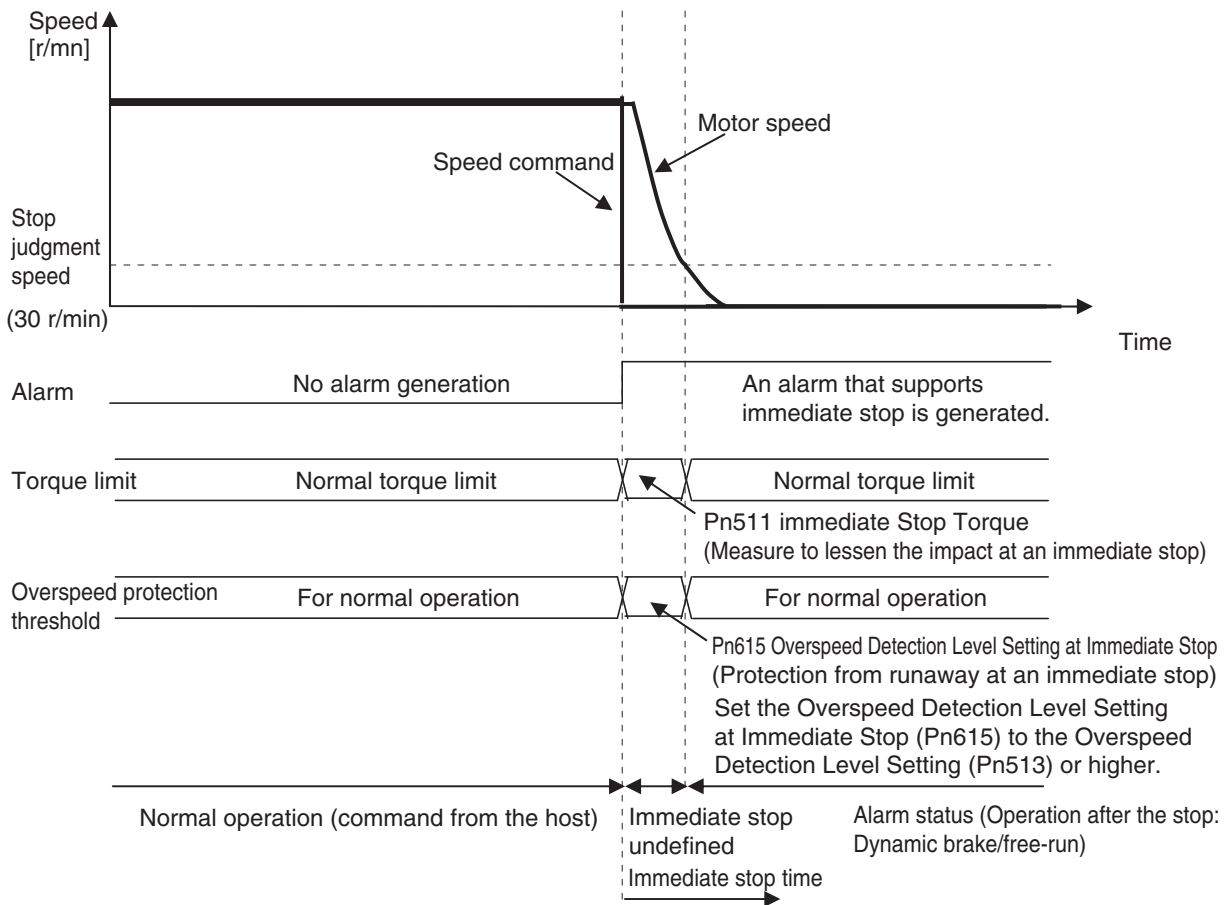 Speed
[r/mn]
Motor speed
Speed command
Stop
judgment
speed
(30 r/min)
Time
Alarm
No alarm generation
An alarm that supports
immediate stop is generated.
Torque limit
Normal torque limit
Normal torque limit
Pn511 immediate Stop Torque
(Measure to lessen the impact at an immediate stop)
Overspeed protection
threshold
For normal operation
For normal operation
Pn615 Overspeed Detection Level Setting at Immediate Stop
(Protection from runaway at an immediate stop)
Set the Overspeed Detection Level Setting
at Immediate Stop (Pn615) to the Overspeed
Detection Level Setting (Pn513) or higher.
Normal operation (command from the host)
Immediate stop
undefined
Immediate stop time
Alarm status (Operation after the stop:
Dynamic brake/free-run)